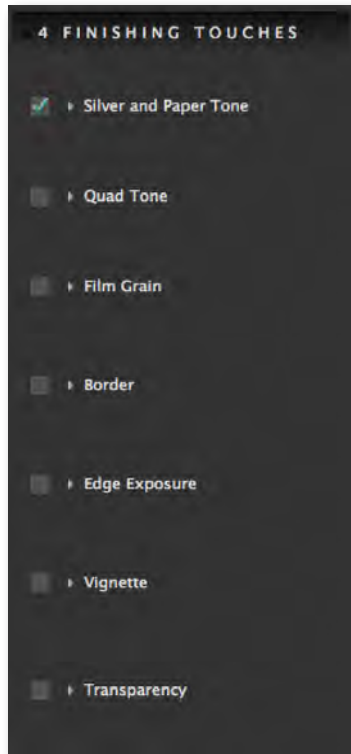 4 FINISHING TOUCHES
Silver and Paper Tone
Quad Tone
Film Grain
Border
Edge Exposure
Vignette
Transparency